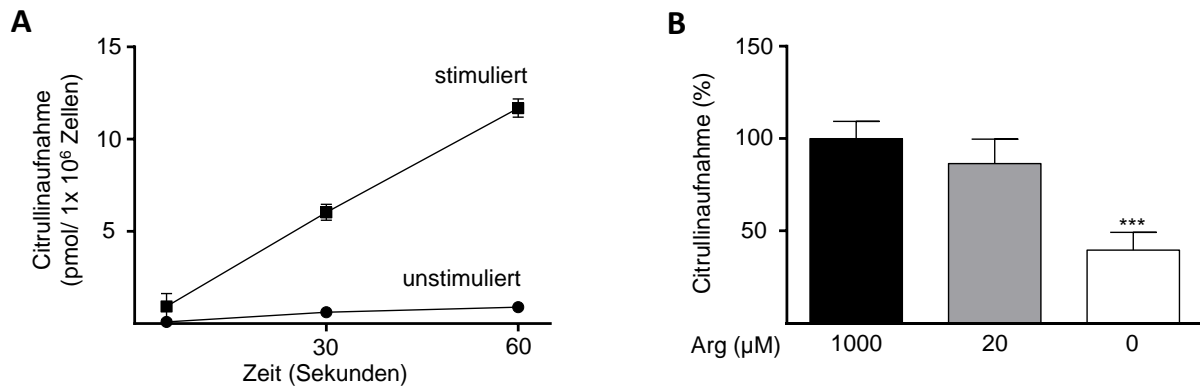 A
Citrullinaufnahme
(pmol/ 1x 10⁶ Zellen)
15
10
5
stimuliert
unstimuliert
30
60
Zeit (Sekunden)
B
Citrullinaufnahme (%)
150
100
50
***
Arg (µM)
1000
20
0